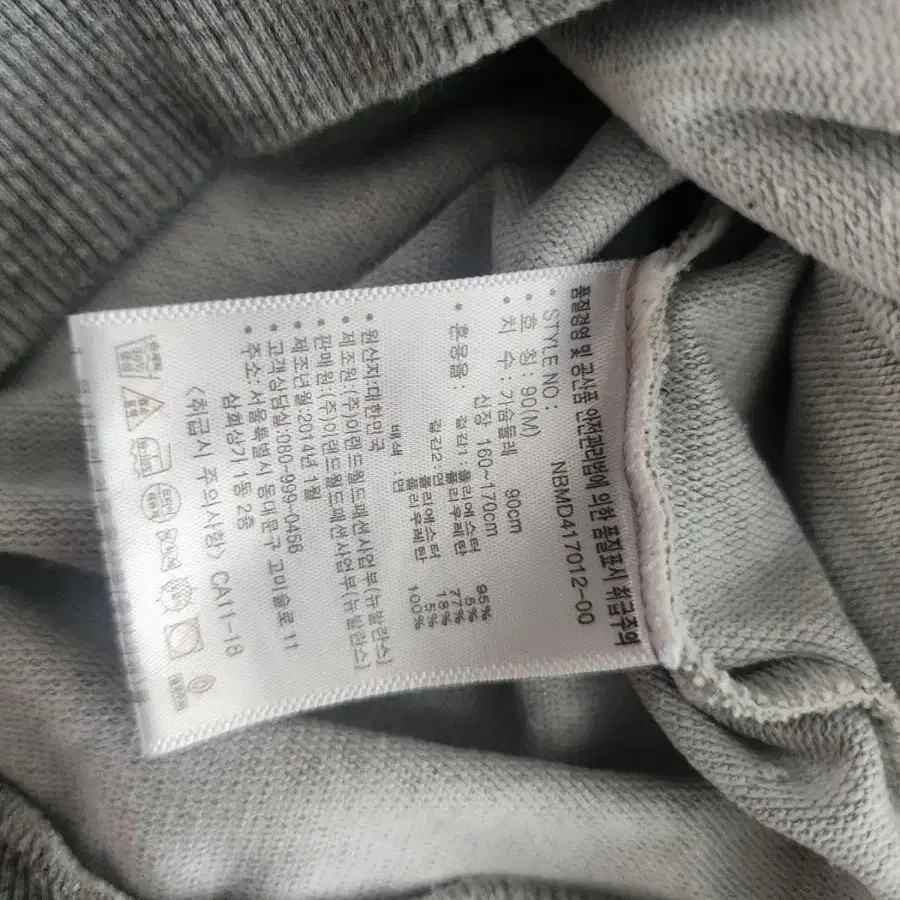 품질경영 및 공산품 안전관리법에 의한 품질표시 취급주의
• STYLE NO: NBMD417012-00
• 호 칭: 90(M)
• 치 수: 가슴둘레 90cm
신장 160~170cm
• 혼용율: 겉감1 폴리에스터 95%
폴리우레탄 5%
겉감2 면 77%
폴리에스터 18%
폴리우레탄 5%
배색 :면 100%
• 원산지:대한민국
• 제조원:(주)이랜드월드패션사업부(뉴발란스)
• 판매원:(주)이랜드월드패션사업부(뉴발란스)
• 제조년월:2014년 1월
• 고객상담실 080-999-0456
• 주소:서울특별시 동대문구 고미술로 11
삼희상가 1동 2층
<취급시 주의사항> CA11-18